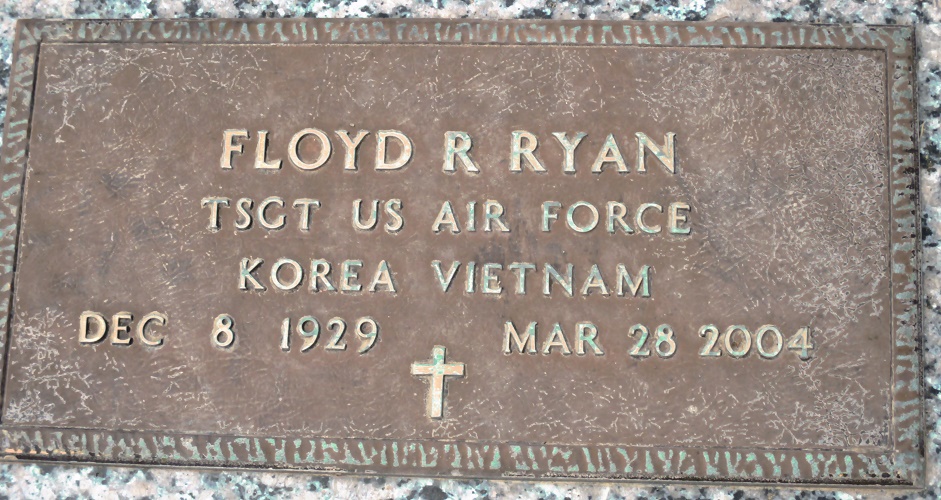 FLOYD R RYAN
TSGT US AIR FORCE
KOREA VIETNAM
DEC 8 1929 MAR 28 2004